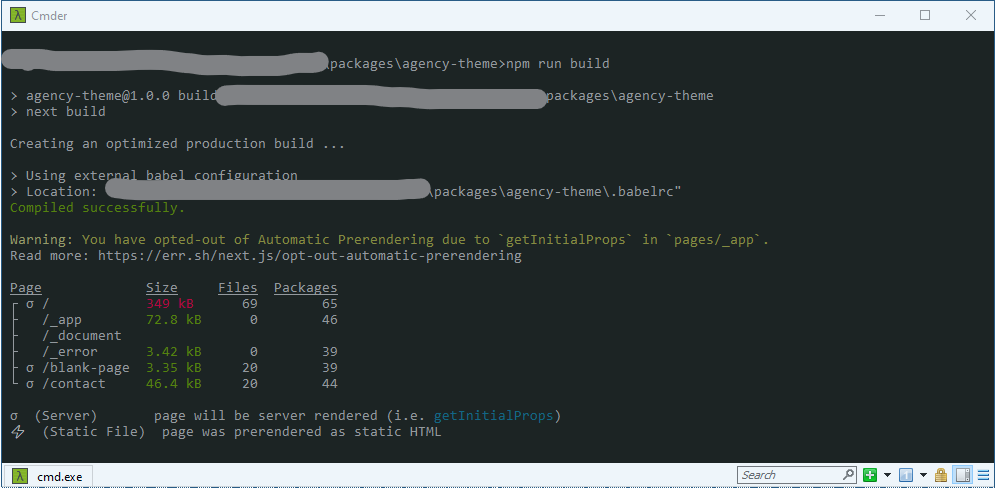 Cmder
\packages\agency-theme>npm run build
> agency-theme@1.0.0 build packages\agency-theme
> next build
Creating an optimized production build ...
> Using external babel configuration
> Location: \packages\agency-theme\.babelrc"
Compiled successfully.
Warning: You have opted-out of Automatic Prerendering due to `getInitialProps` in `pages/_app`.
Read more: https://err.sh/next.js/opt-out-automatic-prerendering
Page Size Files Packages
┌ σ / 349 kB 69 65
├ /_app 72.8 kB 0 46
├ /_document
├ /_error 3.42 kB 0 39
├ σ /blank-page 3.35 kB 20 39
└ σ /contact 46.4 kB 20 44
σ (Server) page will be server rendered (i.e. getInitialProps)
⚡ (Static File) page was prerendered as static HTML
λ cmd.exe Search